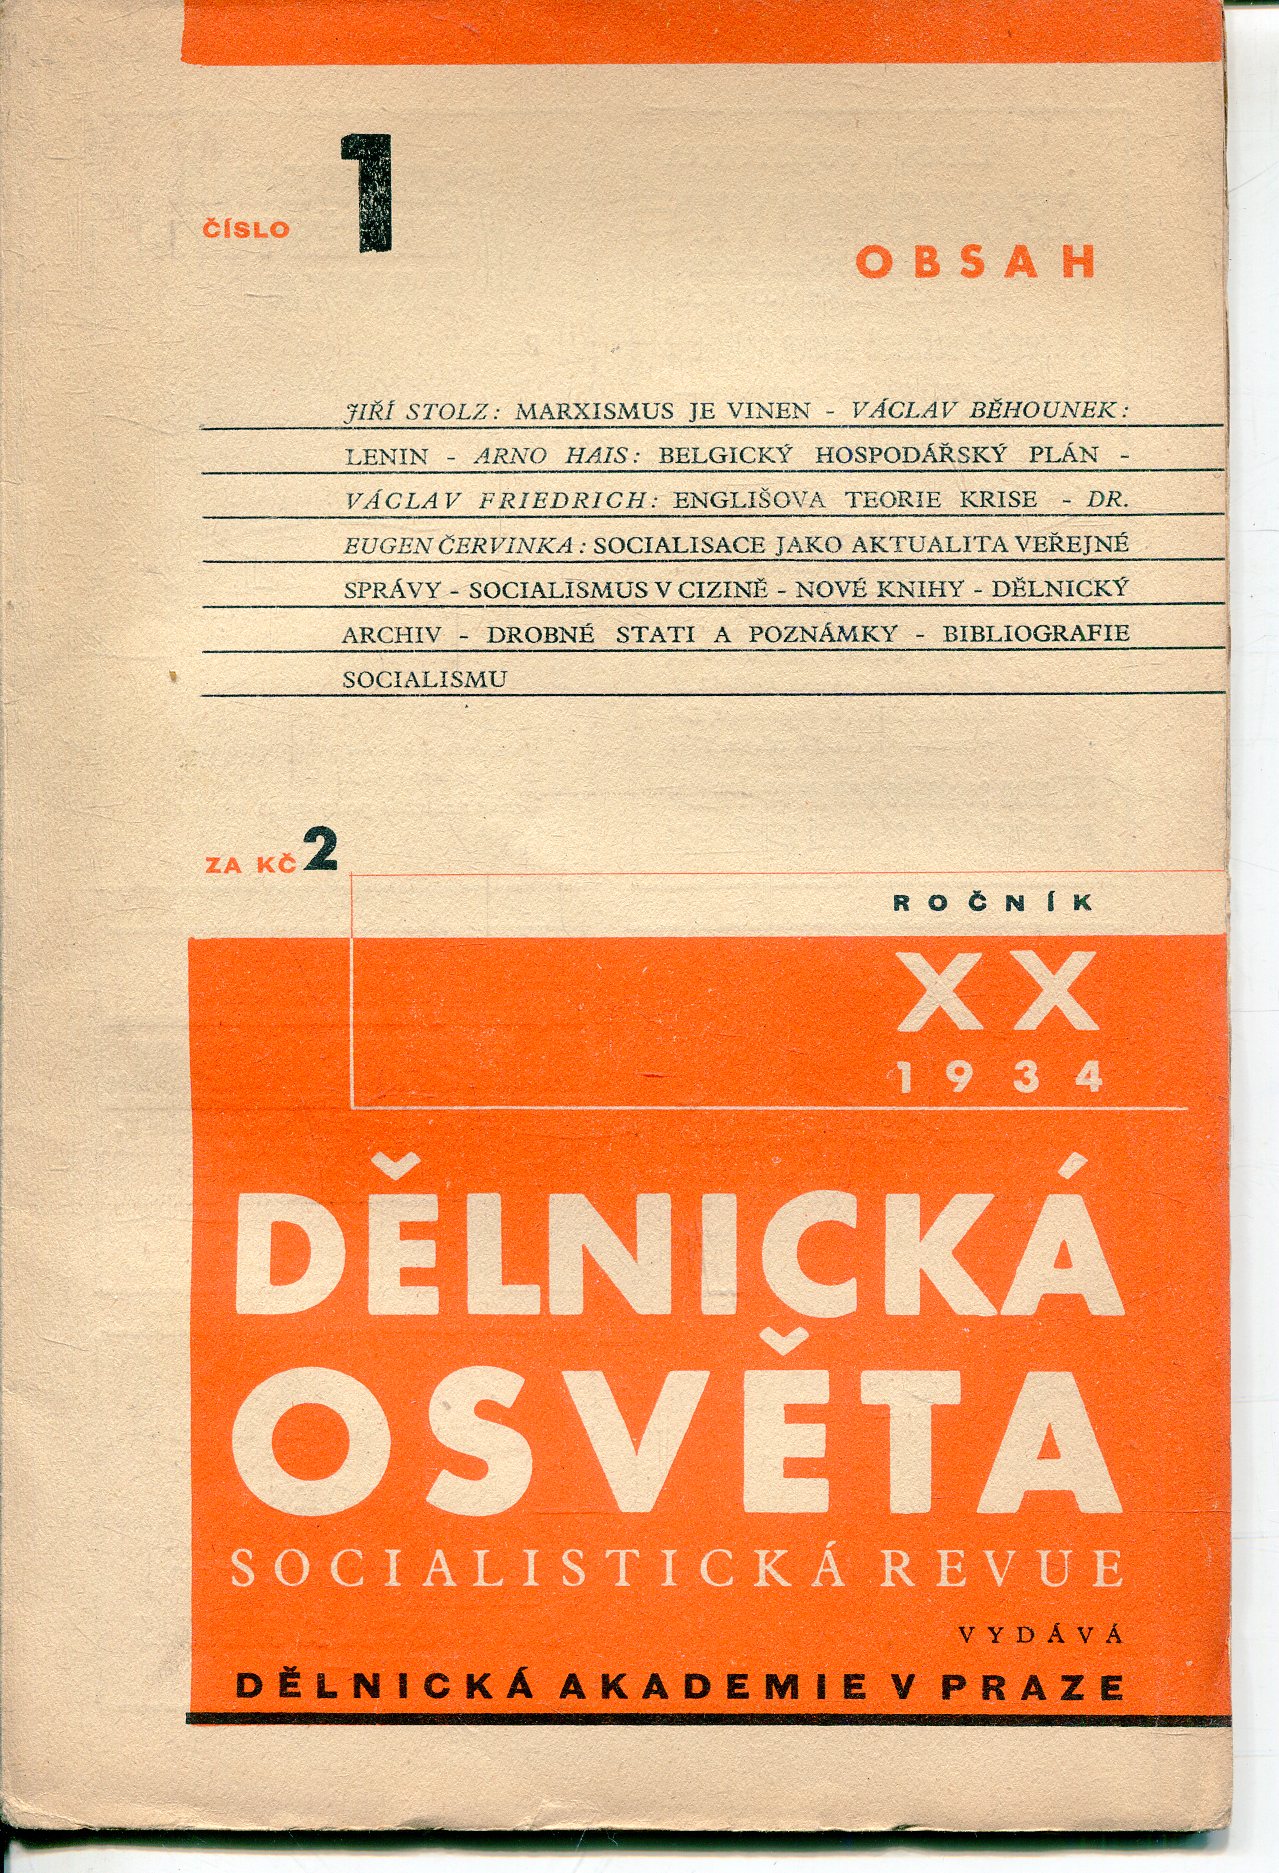 ČÍSLO 1
OBSAH
JIŘÍ STOLZ: MARXISMUS JE VINEN - VÁCLAV BĚHOUNEK:
LENIN - ARNO HAIS: BELGICKÝ HOSPODÁŘSKÝ PLÁN -
VÁCLAV FRIEDRICH: ENGLIŠOVA TEORIE KRISE - DR.
EUGEN ČERVINKA: SOCIALISACE JAKO AKTUALITA VEŘEJNÉ
SPRÁVY - SOCIALISMUS V CIZINĚ - NOVÉ KNIHY - DĚLNICKÝ
ARCHIV - DROBNÉ STATI A POZNÁMKY - BIBLIOGRAFIE
SOCIALISMU
ZA KČ 2
ROČNÍK
XX
1934
DĚLNICKÁ
OSVĚTA
SOCIALISTICKÁ REVUE
VYDÁVÁ
DĚLNICKÁ AKADEMIE V PRAZE